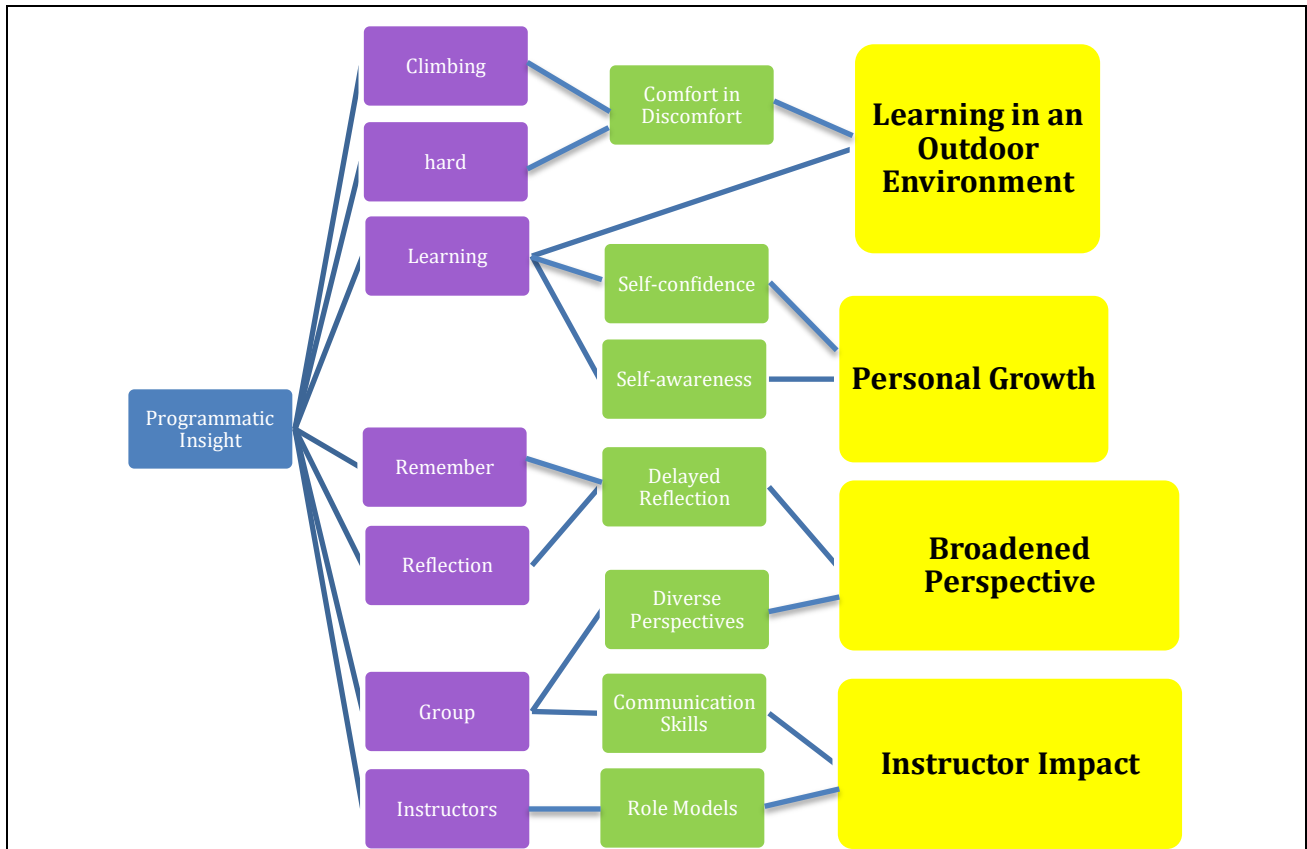 Climbing
hard
Learning
Programmatic
Insight
Remember
Reflection
Group
Instructors
Comfort in
Discomfort
Self-confidence
Self-awareness
Delayed
Reflection
Diverse
Perspectives
Communication
Skills
Role Models
Learning in an
Outdoor
Environment
Personal Growth
Broadened
Perspective
Instructor Impact